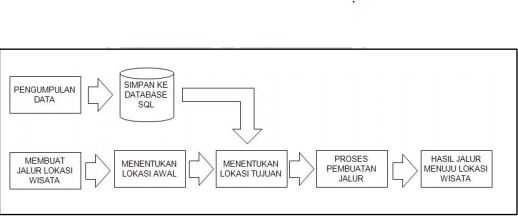 PENGUMPULAN
DATA
SIMPAN KE
DATABASE
SQL
MEMBUAT
JALUR LOKASI
WISATA
MENENTUKAN
LOKASI AWAL
MENENTUKAN
LOKASI TUJUAN
PROSES
PEMBUATAN
JALUR
HASIL JALUR
MENUJU LOKASI
WISATA